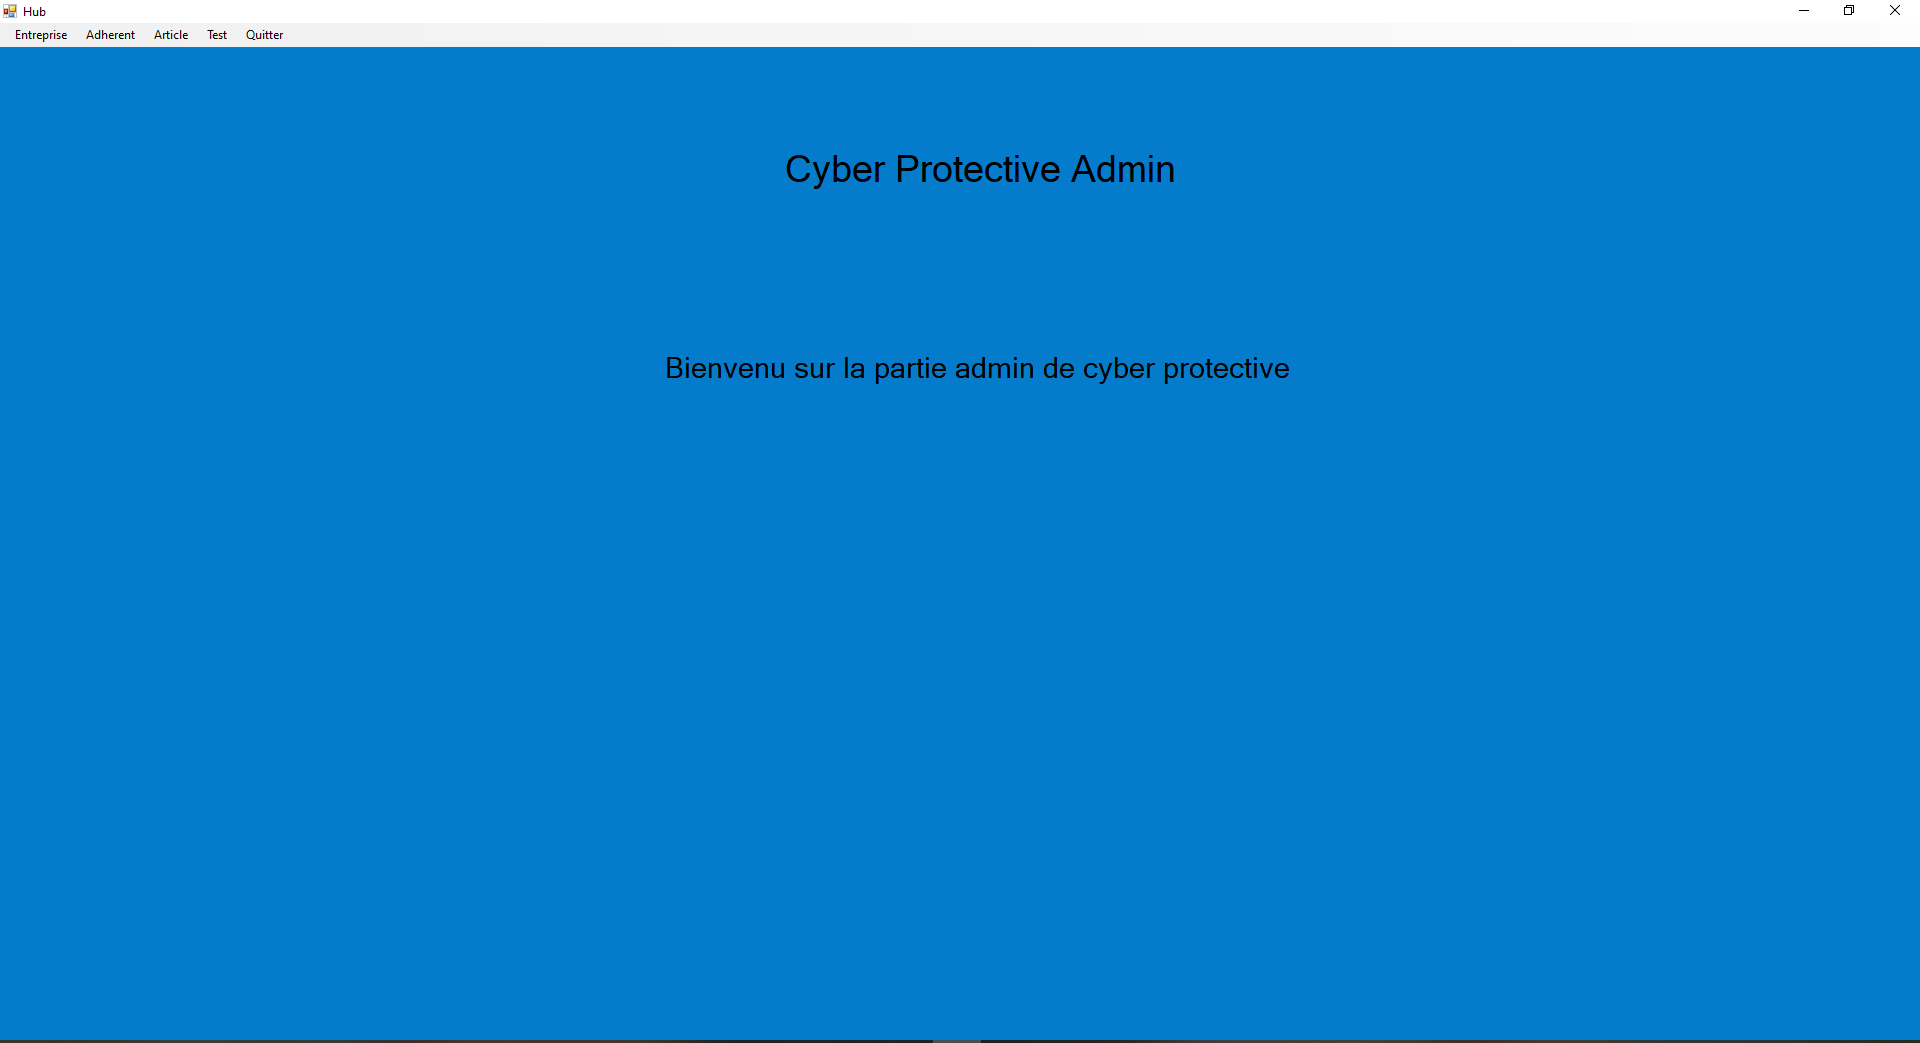 Hub
Entreprise Adherent Article Test Quitter
Cyber Protective Admin
Bienvenu sur la partie admin de cyber protective